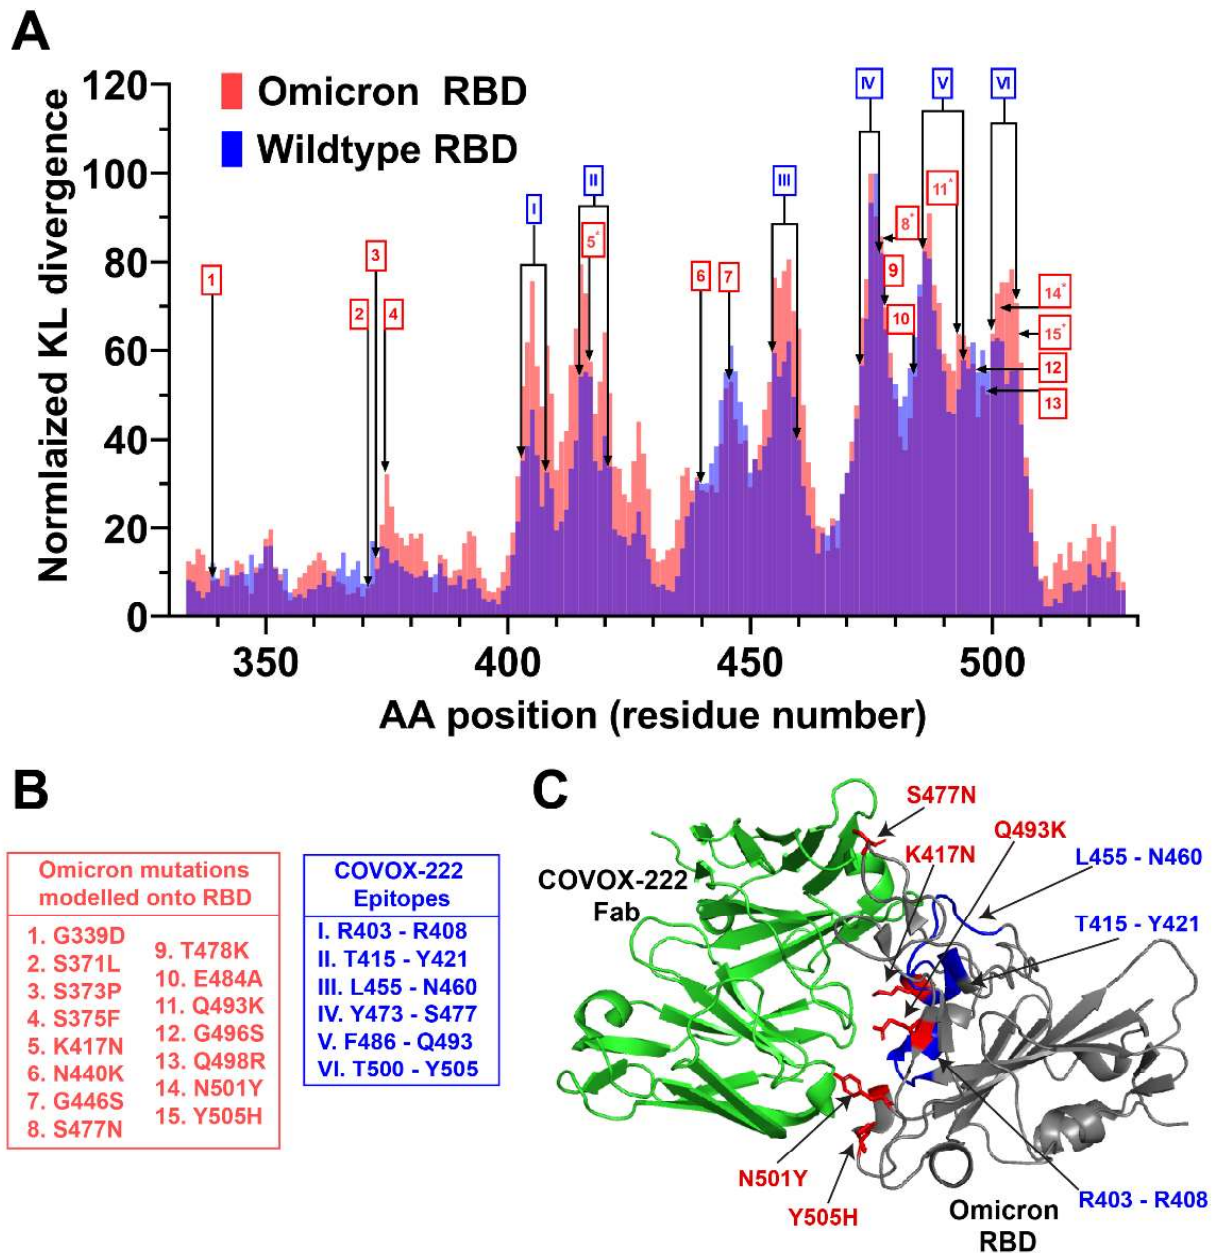 A
Normlaized KL divergence
120
100
80
60
40
20
0
Omicron RBD
Wildtype RBD
I
II
III
IV
V
VI
1
2
3
4
5*
6
7
8*
9
10
11*
14*
15*
12
13
350
400
450
500
AA position (residue number)
B
Omicron mutations
modelled onto RBD
1. G339D
2. S371L
3. S373P
4. S375F
5. K417N
6. N440K
7. G446S
8. S477N
9. T478K
10. E484A
11. Q493K
12. G496S
13. Q498R
14. N501Y
15. Y505H
COVOX-222
Epitopes
I. R403 - R408
II. T415 - Y421
III. L455 - N460
IV. Y473 - S477
V. F486 - Q493
VI. T500 - Y505
C
COVOX-222
Fab
S477N
K417N
Q493K
L455 - N460
T415 - Y421
N501Y
Y505H
Omicron
RBD
R403 - R408